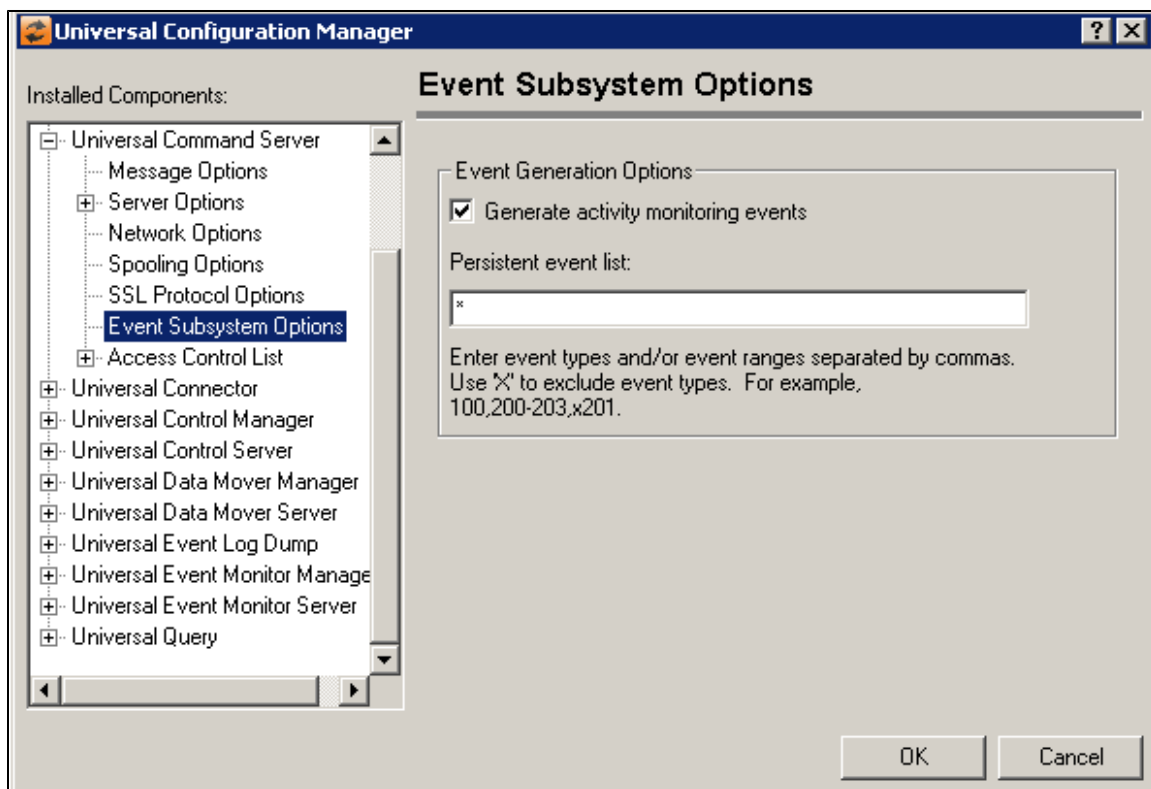 Universal Configuration Manager
Installed Components:
Universal Command Server
Message Options
Server Options
Network Options
Spooling Options
SSL Protocol Options
Event Subsystem Options
Access Control List
Universal Connector
Universal Control Manager
Universal Control Server
Universal Data Mover Manager
Universal Data Mover Server
Universal Event Log Dump
Universal Event Monitor Manage
Universal Event Monitor Server
Universal Query
Event Subsystem Options
Event Generation Options
Generate activity monitoring events
Persistent event list:
*
Enter event types and/or event ranges separated by commas.
Use 'X' to exclude event types.  For example,
100,200-203,x201.
OK
Cancel